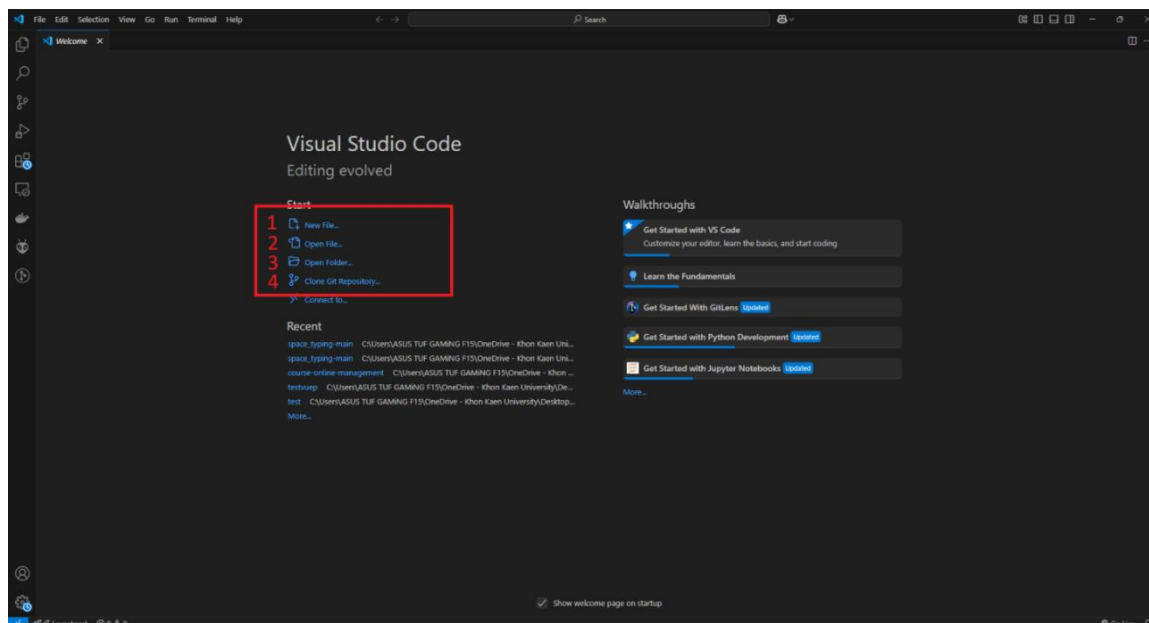 File Edit Selection View Go Run Terminal Help
Search
Welcome
Visual Studio Code
Editing evolved
Start
1 New File...
2 Open File...
3 Open Folder...
4 Clone Git Repository...
Connect to...
Recent
space_typing-main C:\Users\ASUS TUF GAMING F15\OneDrive - Khon Kaen Uni...
space_typing-main C:\Users\ASUS TUF GAMING F15\OneDrive - Khon Kaen Uni...
course-online-management C:\Users\ASUS TUF GAMING F15\OneDrive - Khon ...
C:\Users\ASUS TUF GAMING F15\OneDrive - Khon Kaen University\De...
test C:\Users\ASUS TUF GAMING F15\OneDrive - Khon Kaen University\Desktop...
More...
Walkthroughs
Get Started with VS Code
Customize your editor, learn the basics, and start coding
Learn the Fundamentals
Get Started With GitLens Updated
Get Started with Python Development Updated
Get Started with Jupyter Notebooks Updated
More...
Show welcome page on startup